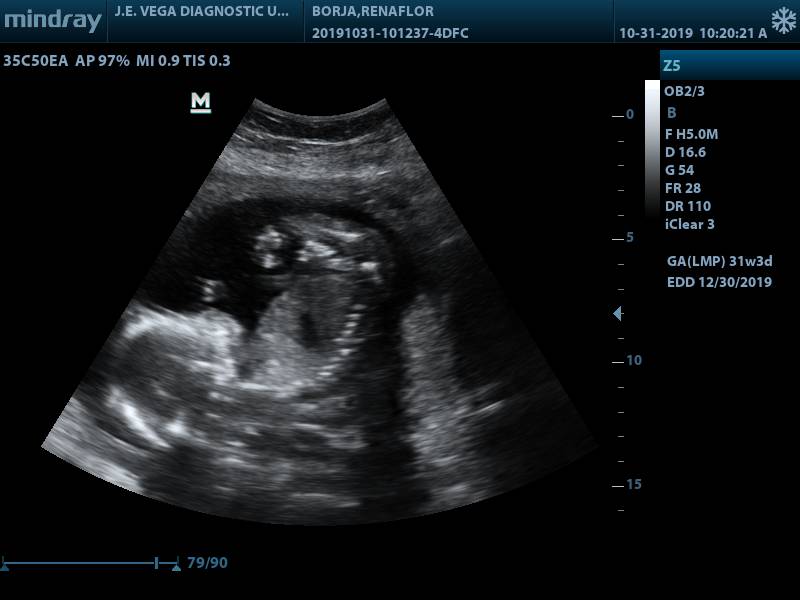 mindray
J.E. VEGA DIAGNOSTIC U...
BORJA,RENAFLOR
20191031-101237-4DFC
10-31-2019 10:20:21 A
35C50EA AP 97% MI 0.9 TIS 0.3
Z5
M
OB2/3
B
F H5.0M
D 16.6
G 54
FR 28
DR 110
iClear 3
GA(LMP) 31w3d
EDD 12/30/2019
0
5
10
15
79/90